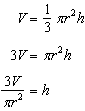 V = 1/3 πr²h
3V = πr²h
3V/πr² = h